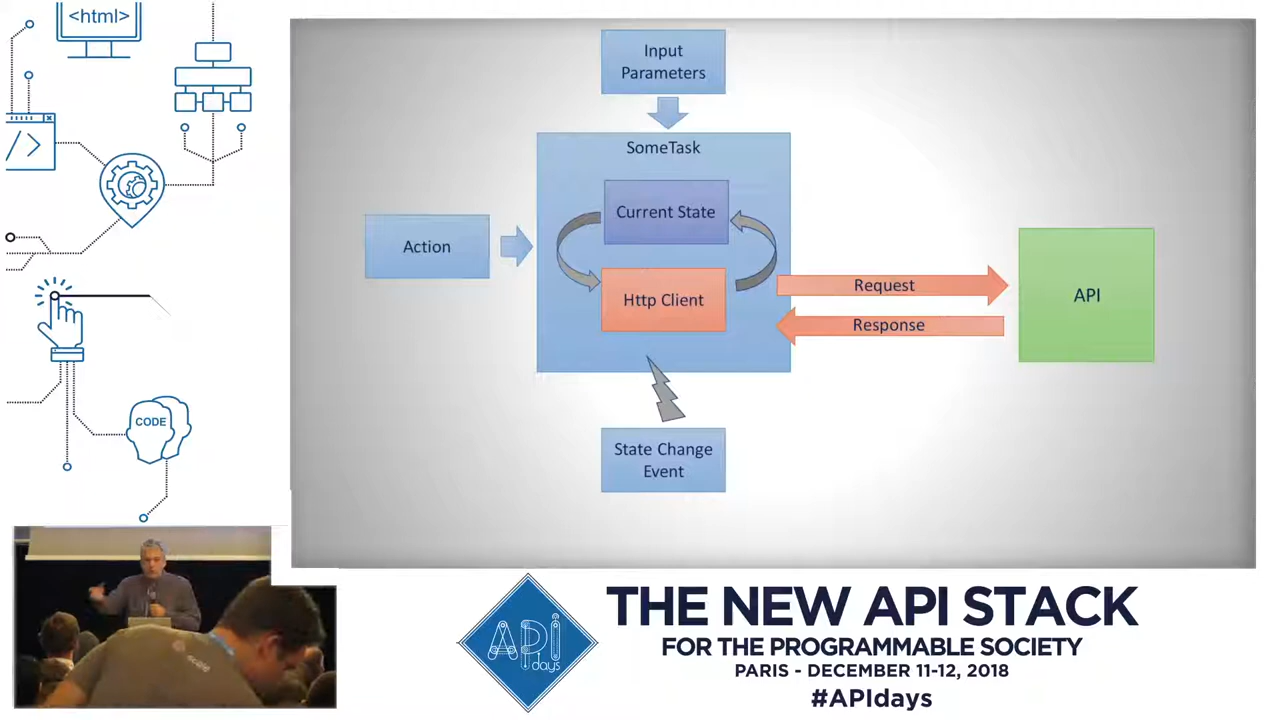 <html>
/>
CODE
Input
Parameters
SomeTask
Current State
Action
Http Client
Request
Response
API
State Change
Event
API
days
THE NEW API STACK
FOR THE PROGRAMMABLE SOCIETY
PARIS - DECEMBER 11-12, 2018
#APIdays